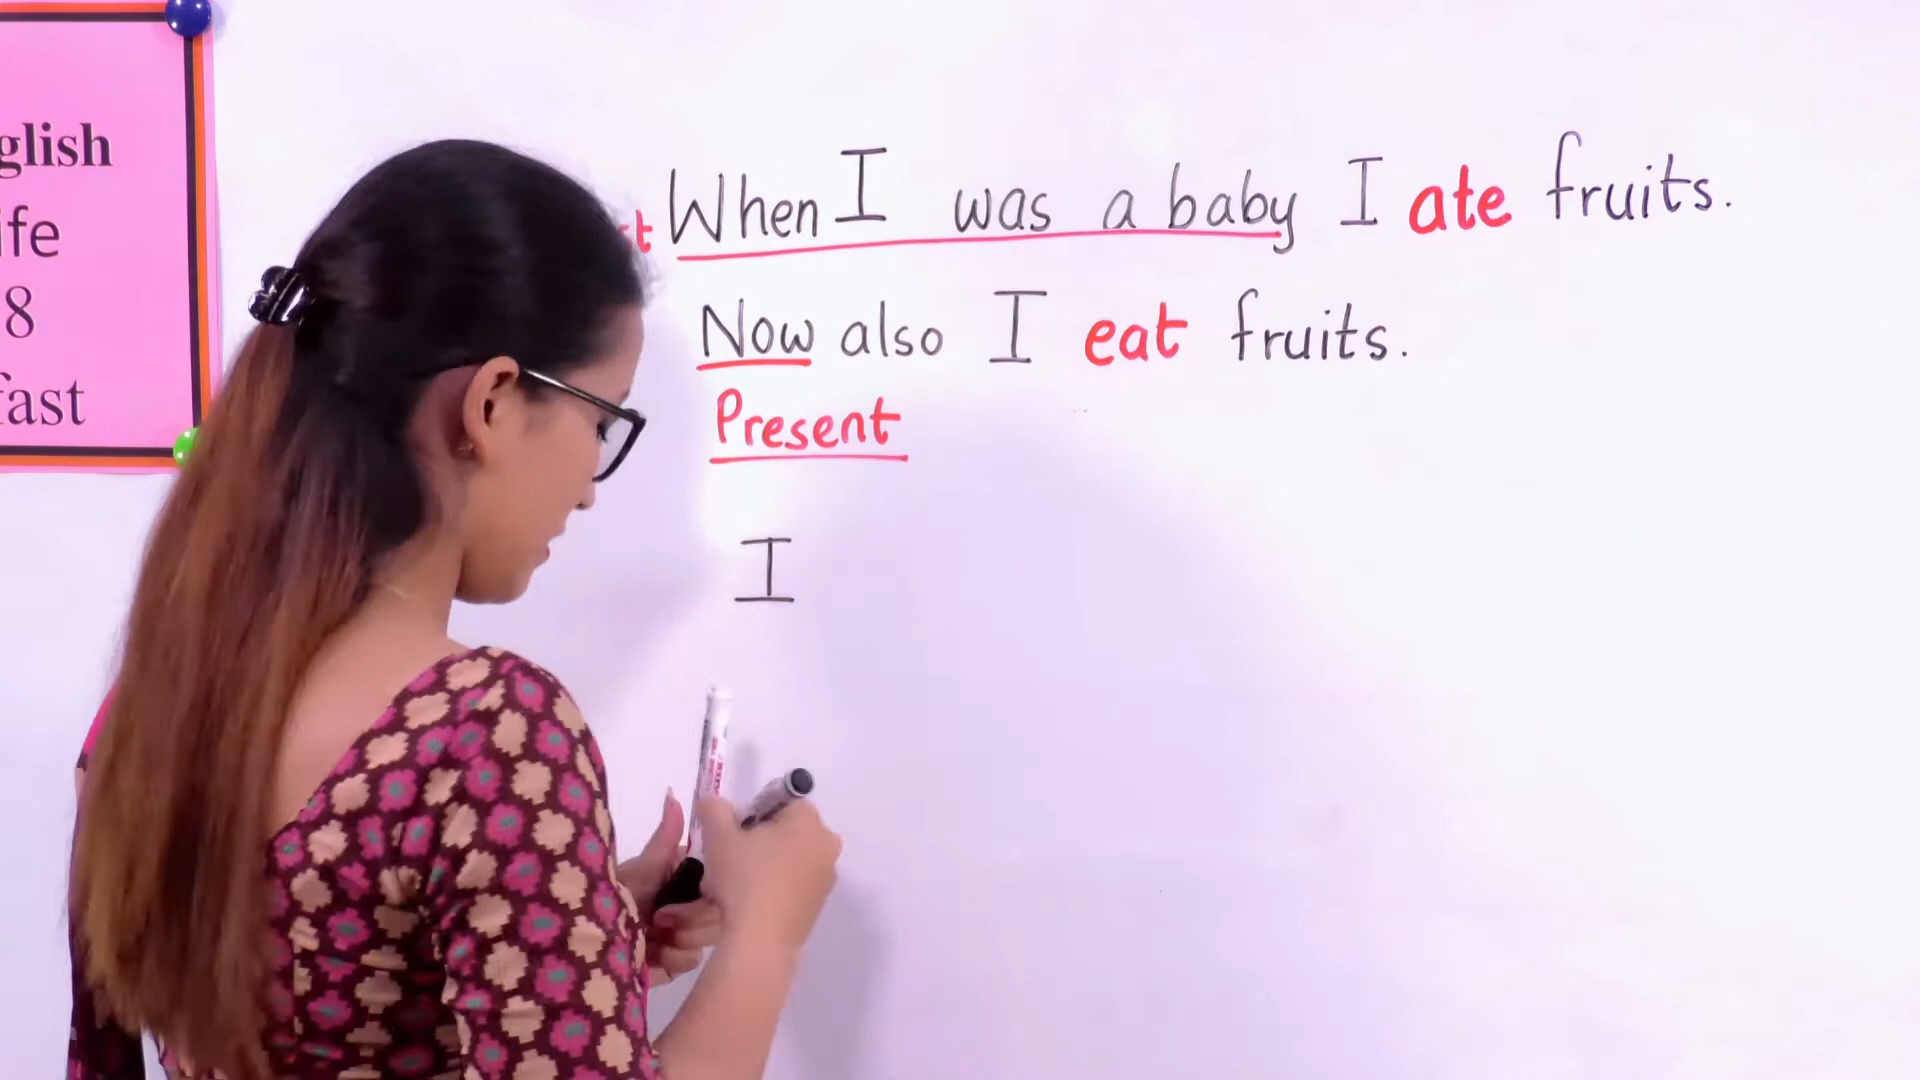 glish
ife
8
fast
When I was a baby I ate fruits.
Now also I eat fruits.
Present
I